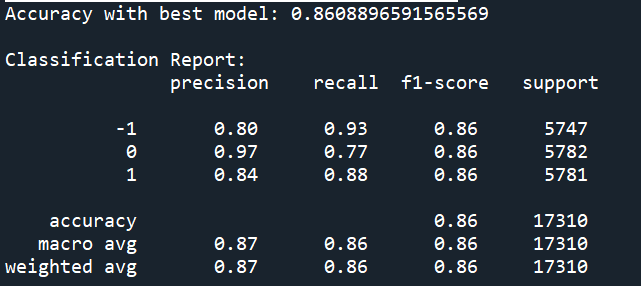 Accuracy with best model: 0.8608896591565569
Classification Report:
precision recall f1-score support
-1 0.80 0.93 0.86 5747
0 0.97 0.77 0.86 5782
1 0.84 0.88 0.86 5781
accuracy 0.86 17310
macro avg 0.87 0.86 0.86 17310
weighted avg 0.87 0.86 0.86 17310